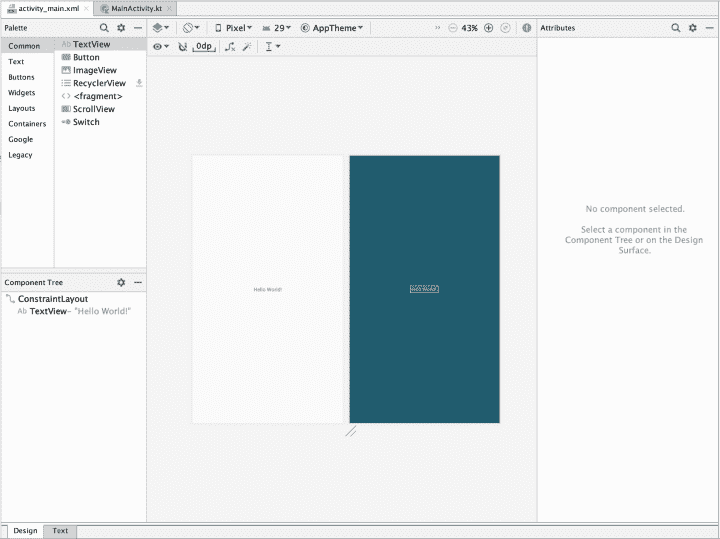 activity_main.xml
MainActivity.kt
Palette
Pixel
29
AppTheme
43%
Attributes
0dp
Common
Text
Buttons
Widgets
Layouts
Containers
Google
Legacy
Ab TextView
Button
ImageView
RecyclerView
<fragment>
ScrollView
Switch
No component selected.
Select a component in the
Component Tree or on the Design
Surface.
Hello World!
Hello World!
Component Tree
ConstraintLayout
Ab TextView- "Hello World!"
Design
Text